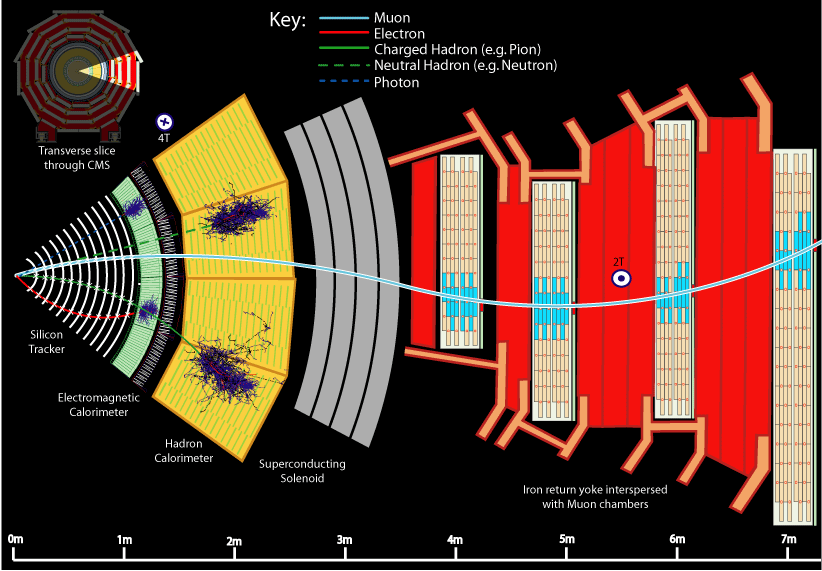 Key:
Muon
Electron
Charged Hadron (e.g. Pion)
Neutral Hadron (e.g. Neutron)
Photon
Transverse slice
through CMS
4T
2T
Silicon
Tracker
Electromagnetic
Calorimeter
Hadron
Calorimeter
Superconducting
Solenoid
Iron return yoke interspersed
with Muon chambers
0m 1m 2m 3m 4m 5m 6m 7m